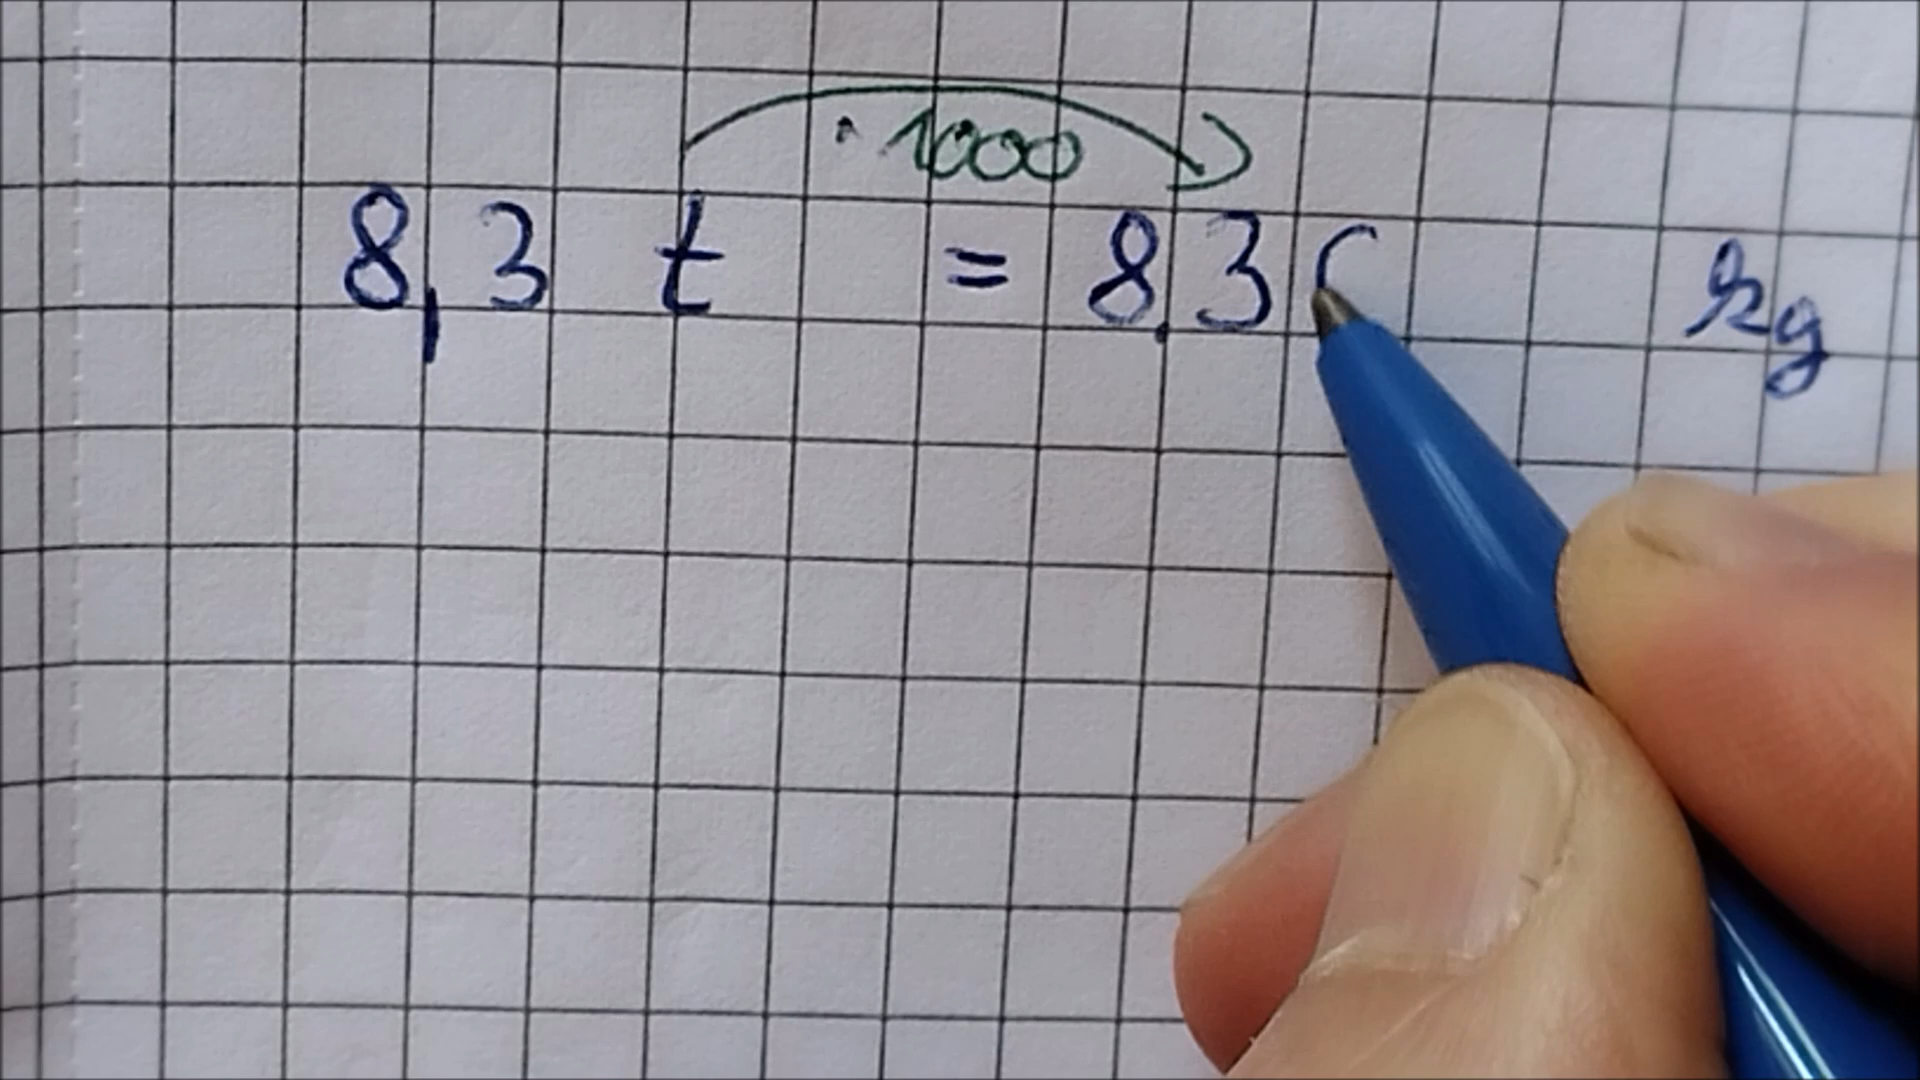 · 1000
8,3 t = 8.3 kg